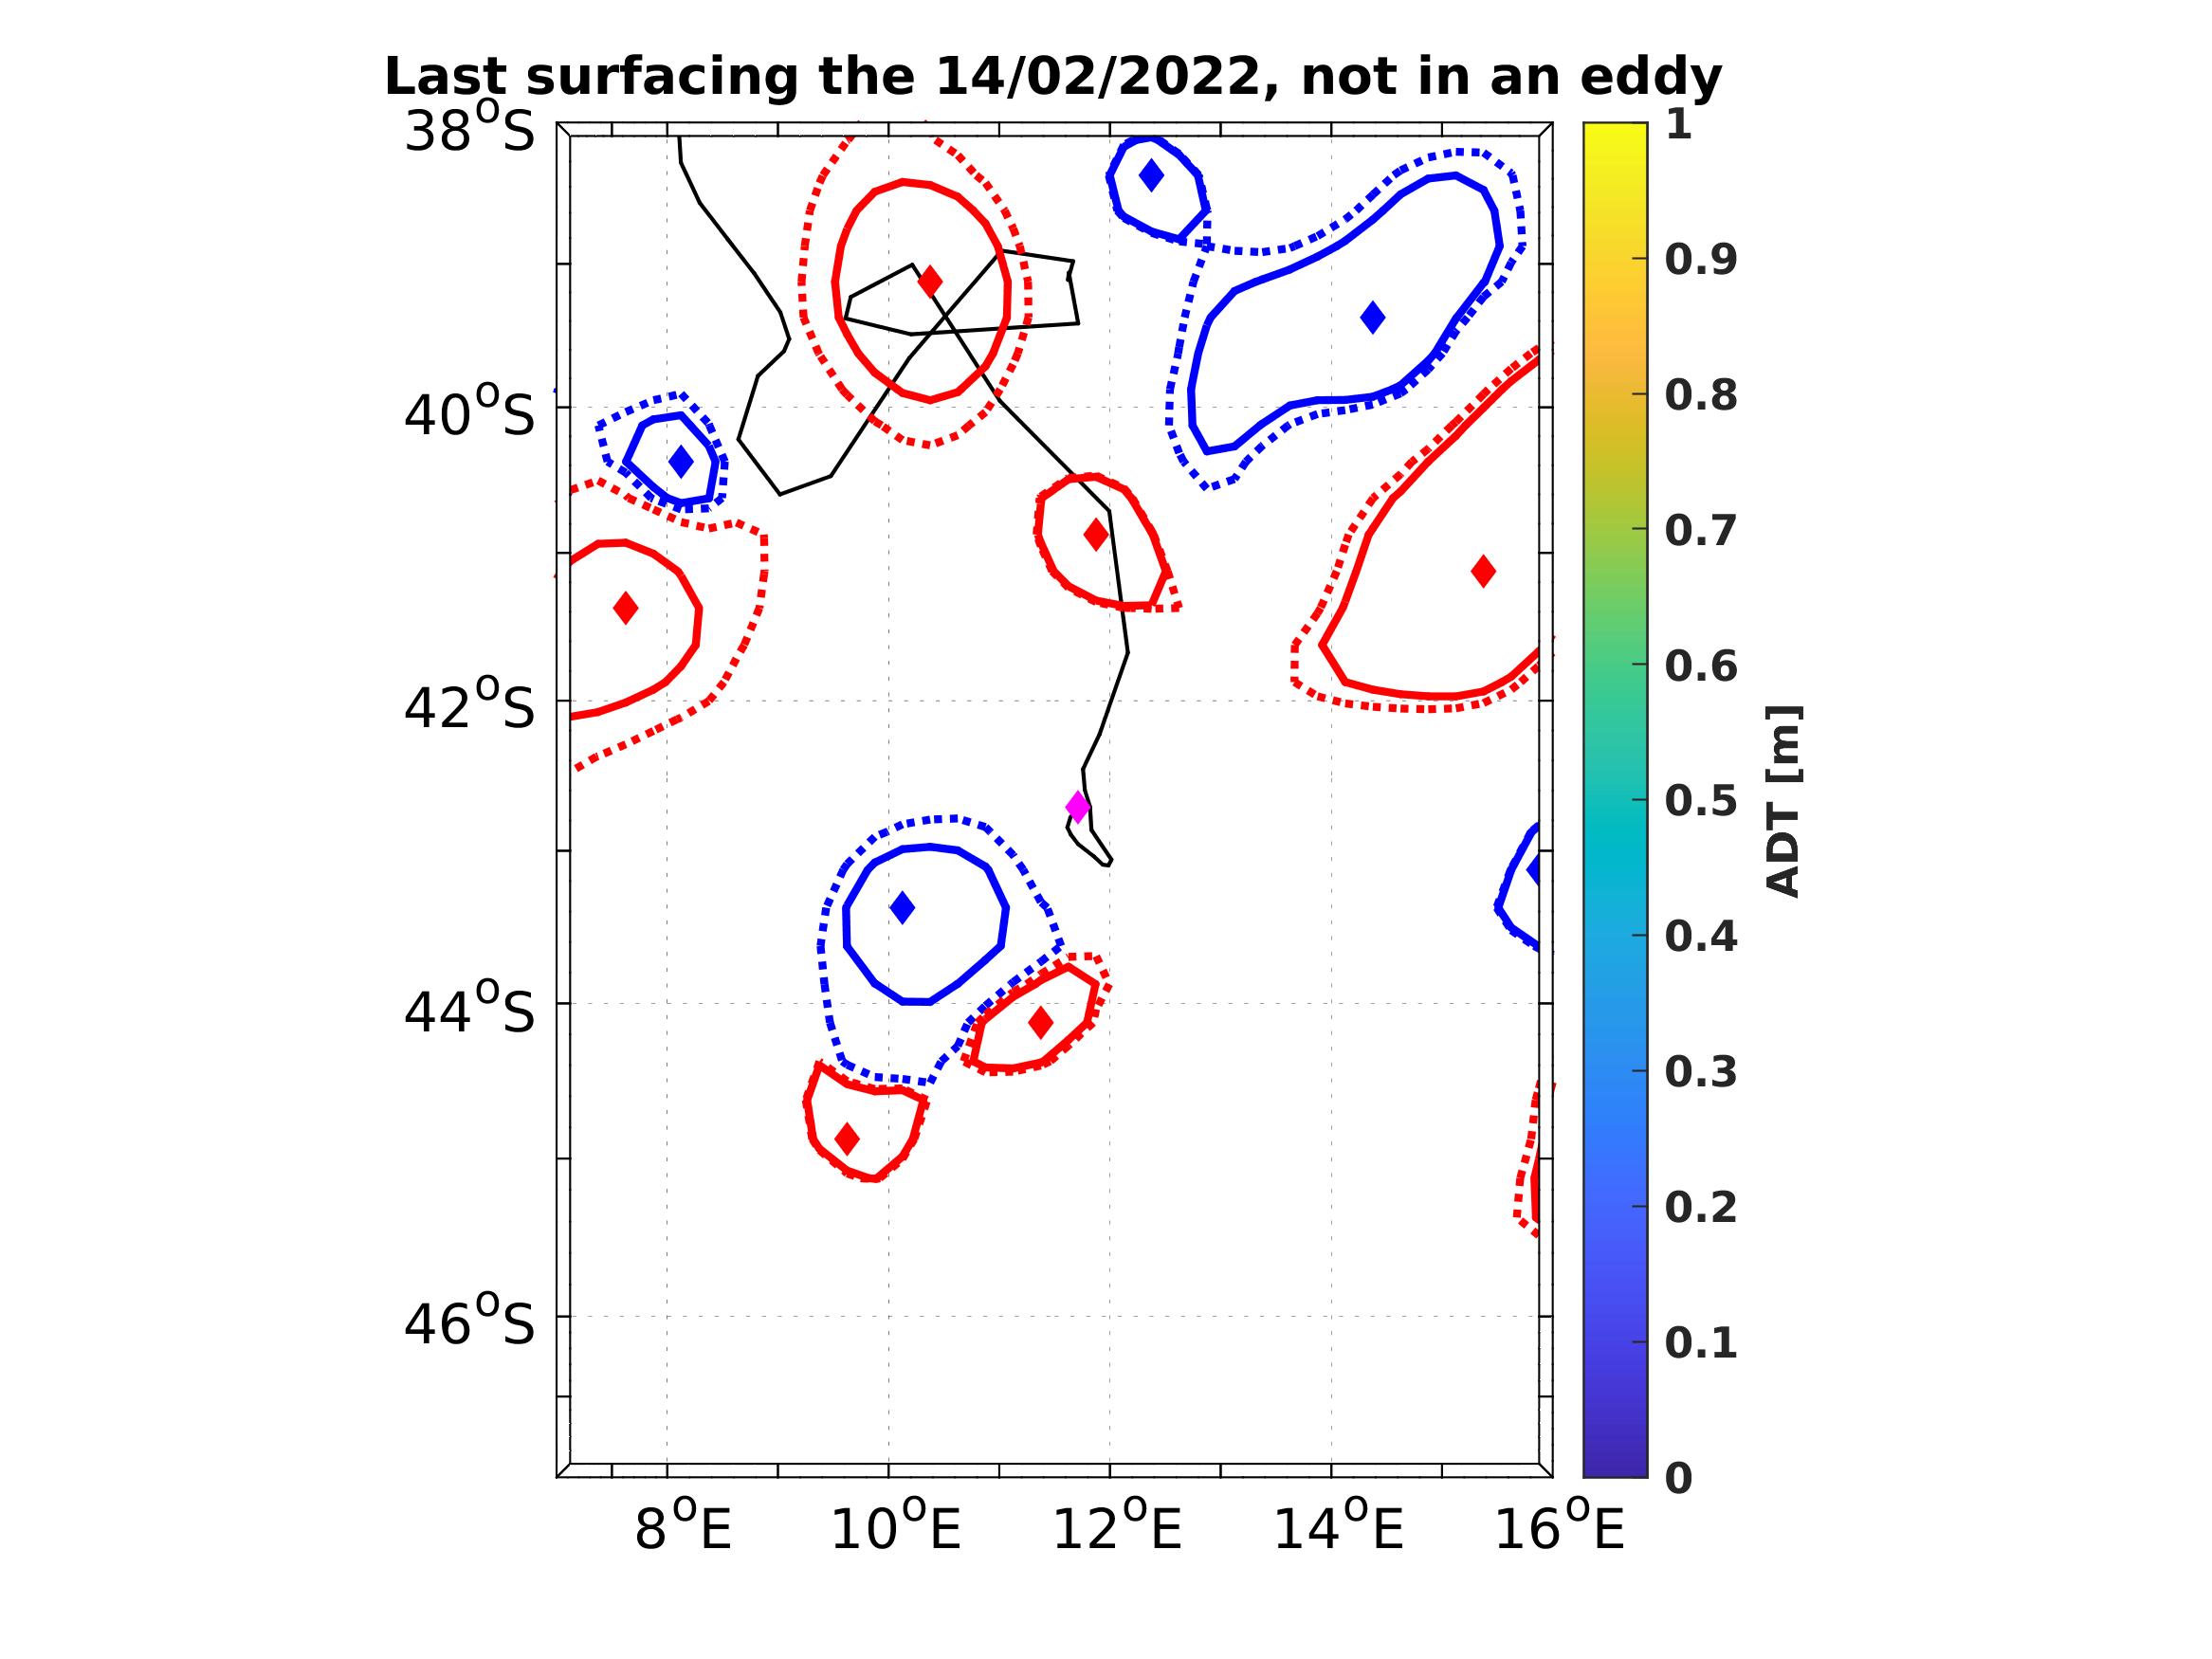 Last surfacing the 14/02/2022, not in an eddy
38°S
40°S
42°S
44°S
46°S
8°E
10°E
12°E
14°E
16°E
1
0.9
0.8
0.7
0.6
0.5
0.4
0.3
0.2
0.1
0
ADT [m]